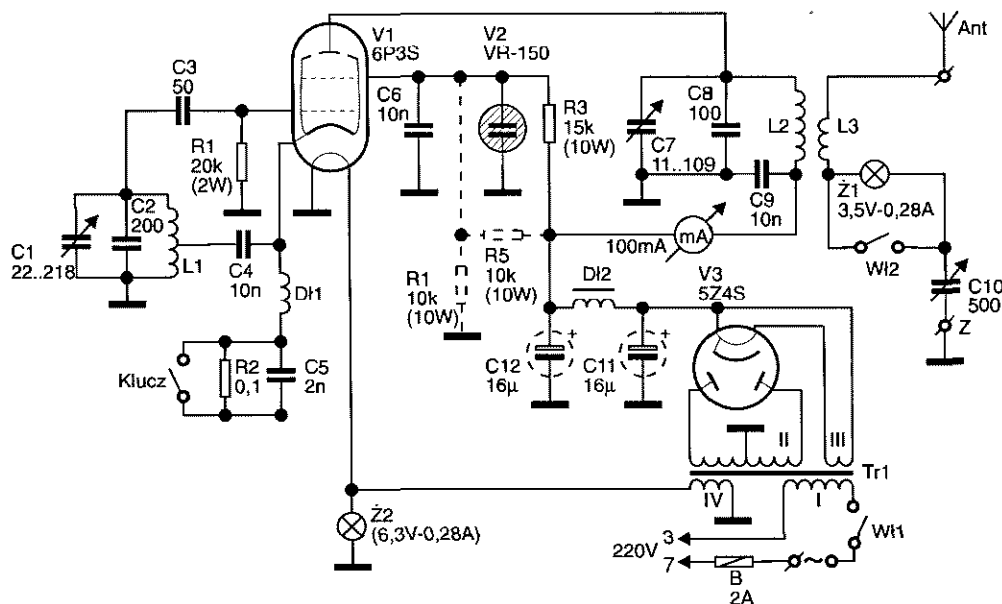 V1
6P3S
V2
VR-150
Ant
C3
50
C6
10n
R1
20k
(2W)
R3
15k
(10W)
C7
11..109
C8
100
L2
L3
C9
10n
Ż1
3,5V-0,28A
C1
22..218
C2
200
L1
C4
10n
Dł1
100mA
mA
Wł2
C10
500
Z
R1
10k
(10W)
R5
10k
(10W)
Dł2
V3
5Z4S
C12
16µ
+
C11
16µ
+
Klucz
R2
0,1
C5
2n
II
III
Tr1
IV
I
Ż2
(6,3V-0,28A)
Wł1
220V
3
7
~
B
2A